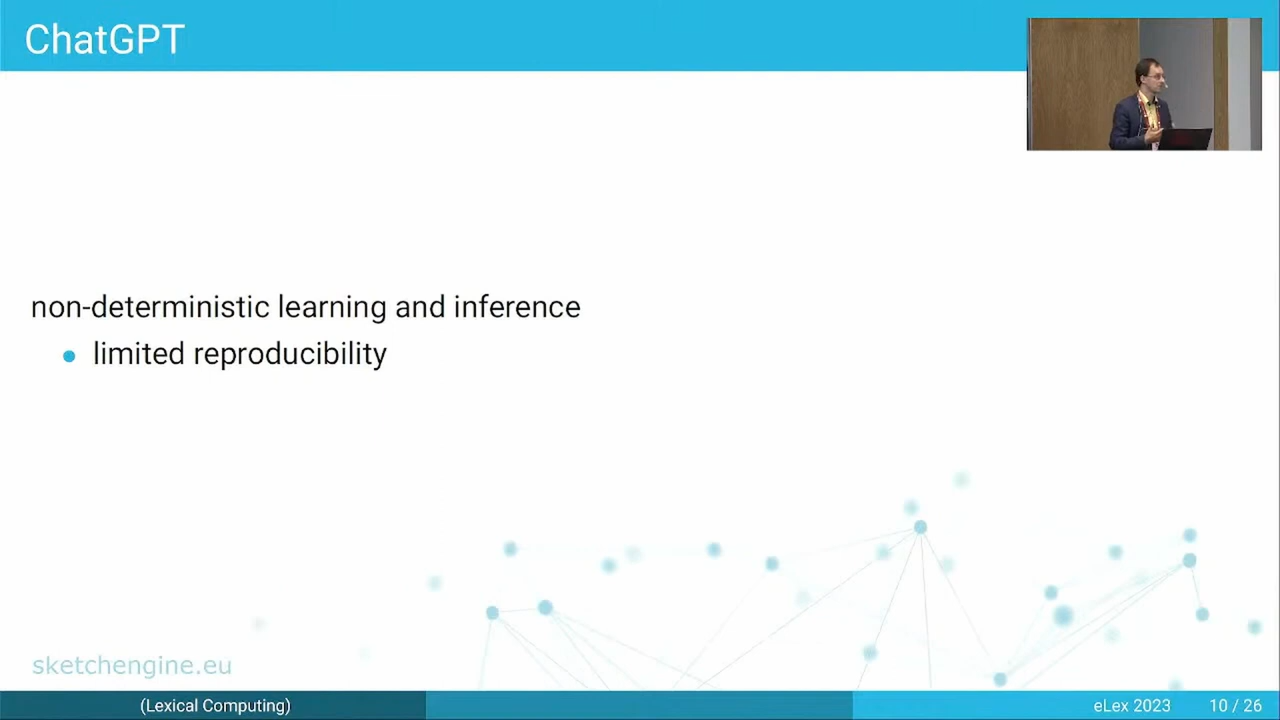 ChatGPT
non-deterministic learning and inference
limited reproducibility
sketchengine.eu
(Lexical Computing)
eLex 2023
10 / 26